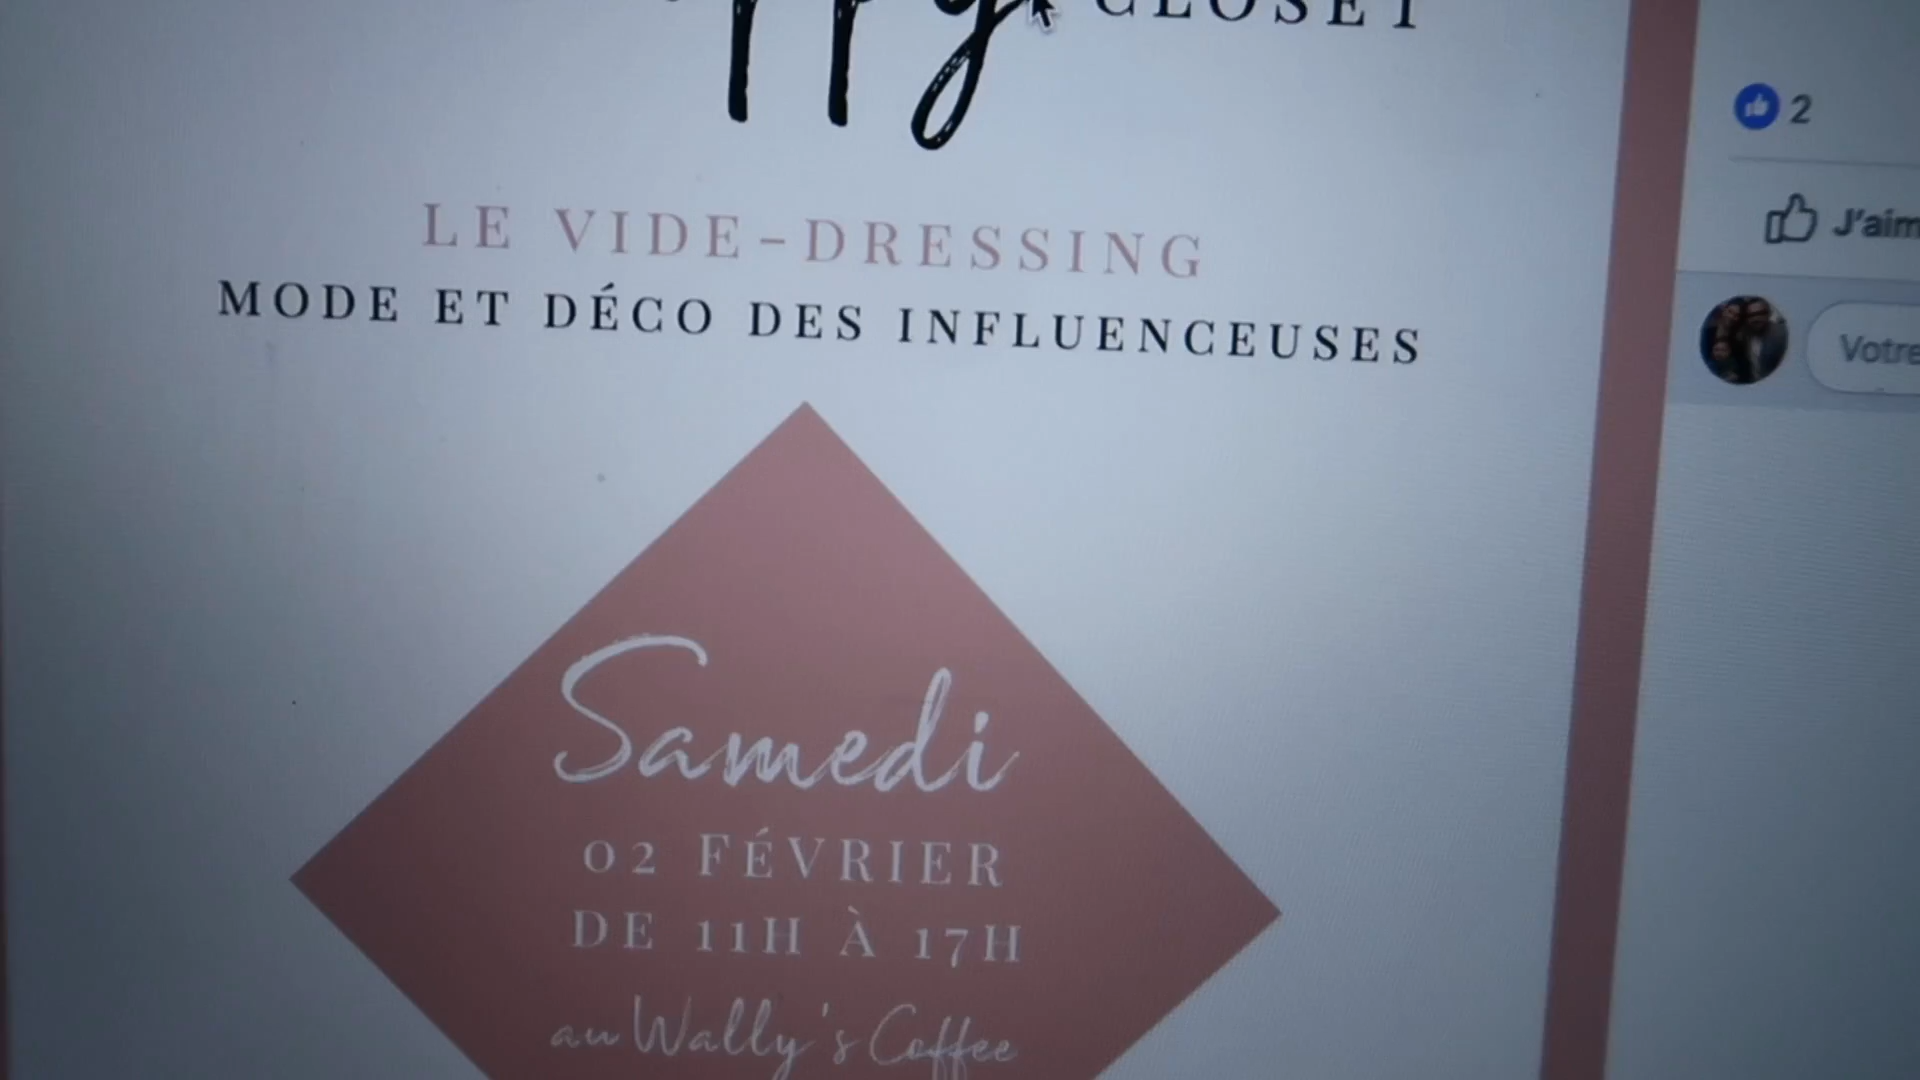 CLOSET
LE VIDE-DRESSING
MODE ET DÉCO DES INFLUENCEUSES
Samedi
02 FÉVRIER
DE 11H À 17H
au Wally's Coffee
2
J'aim
Votre